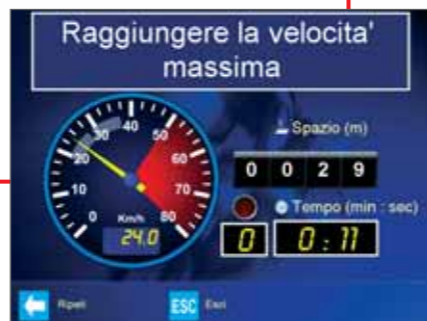 Raggiungere la velocita'
massima
0 10 20 30 40 50 60 70 80
Km/h
24.0
Spazio (m)
0 0 2 9
Tempo (min : sec)
0 0 : 11
Ripeti ESC Esci